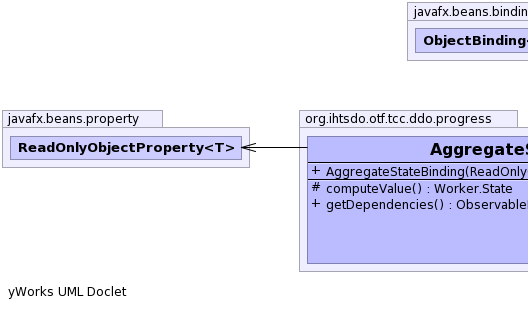 javafx.beans.bindin
ObjectBinding
javafx.beans.property
ReadOnlyObjectProperty<T>
org.ihtsdo.otf.tcc.ddo.progress
AggregateS
+ AggregateStateBinding(ReadOnly
# computeValue() : Worker.State
+ getDependencies() : Observable
yWorks UML Doclet